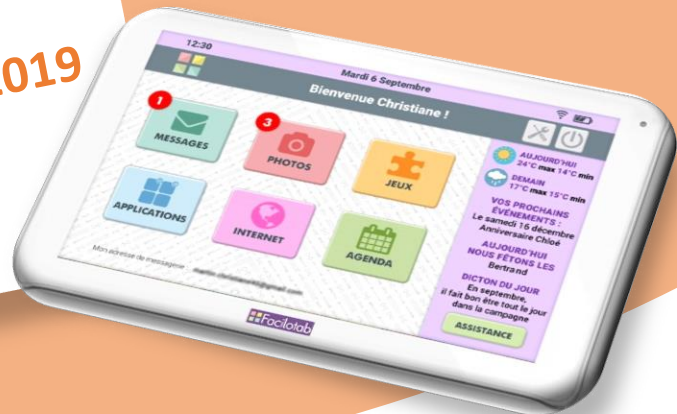 2019
12:30
Mardi 6 Septembre
Bienvenue Christiane !
1
MESSAGES
3
PHOTOS
JEUX
APPLICATIONS
INTERNET
AGENDA
Mon adresse de messagerie :
AUJOURD'HUI
24°C max 14°C min
DEMAIN
17°C max 15°C min
VOS PROCHAINS
ÉVÉNEMENTS :
Le samedi 16 décembre
Anniversaire Chloé
AUJOURD'HUI
NOUS FÊTONS LES
Bertrand
DICTON DU JOUR
En septembre,
il fait bon être tout le jour
dans la campagne
ASSISTANCE
Facilotab